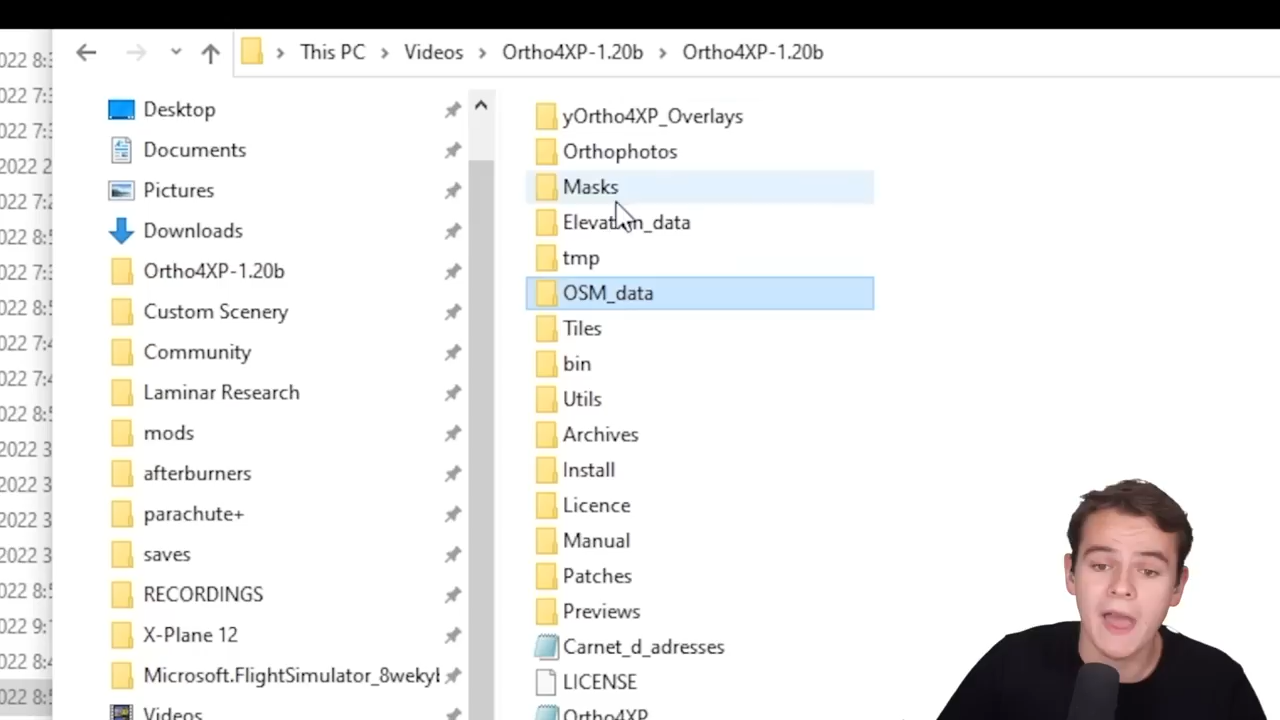 This PC > Videos > Ortho4XP-1.20b > Ortho4XP-1.20b
Desktop
Documents
Pictures
Downloads
Ortho4XP-1.20b
Custom Scenery
Community
Laminar Research
mods
afterburners
parachute+
saves
RECORDINGS
X-Plane 12
Microsoft.FlightSimulator_8wekyl
Videos
yOrtho4XP_Overlays
Orthophotos
Masks
Elevation_data
tmp
OSM_data
Tiles
bin
Utils
Archives
Install
Licence
Manual
Patches
Previews
Carnet_d_adresses
LICENSE
Ortho4XP